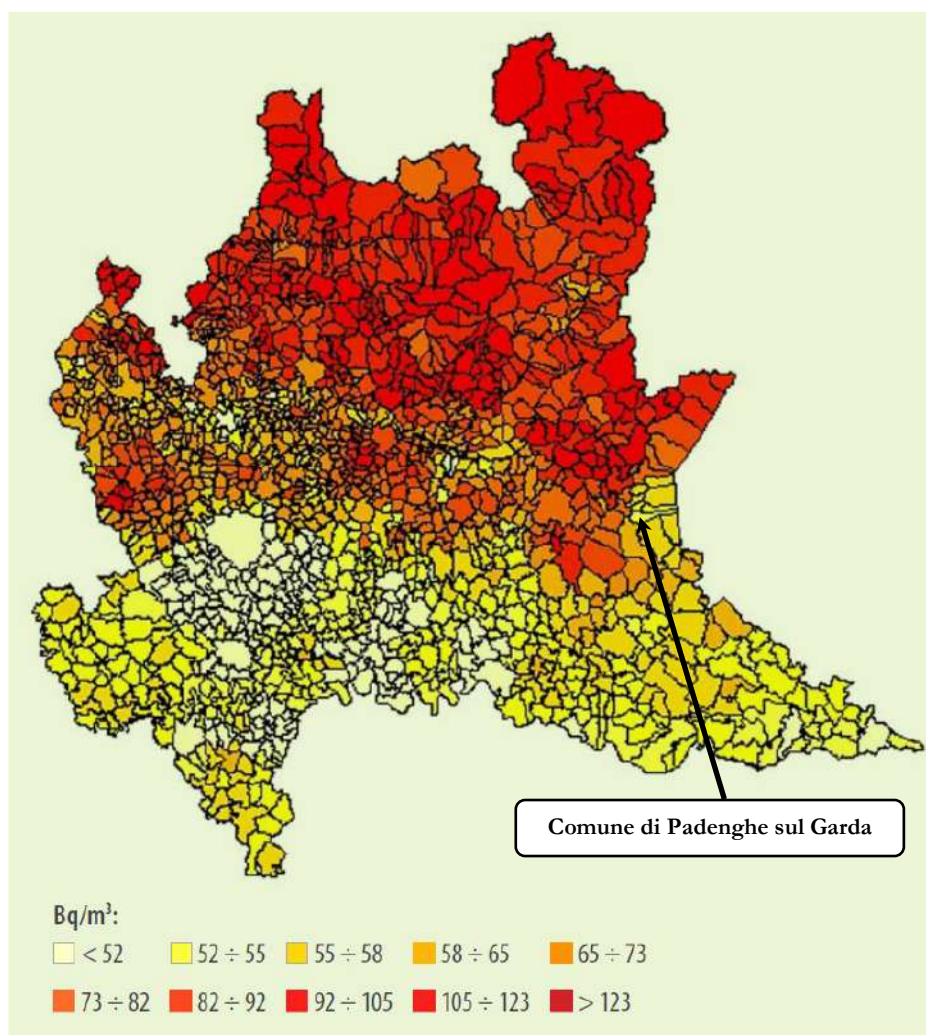 Comune di Padenghe sul Garda
Bq/m³:
< 52 52 ÷ 55 55 ÷ 58 58 ÷ 65 65 ÷ 73
73 ÷ 82 82 ÷ 92 92 ÷ 105 105 ÷ 123 > 123